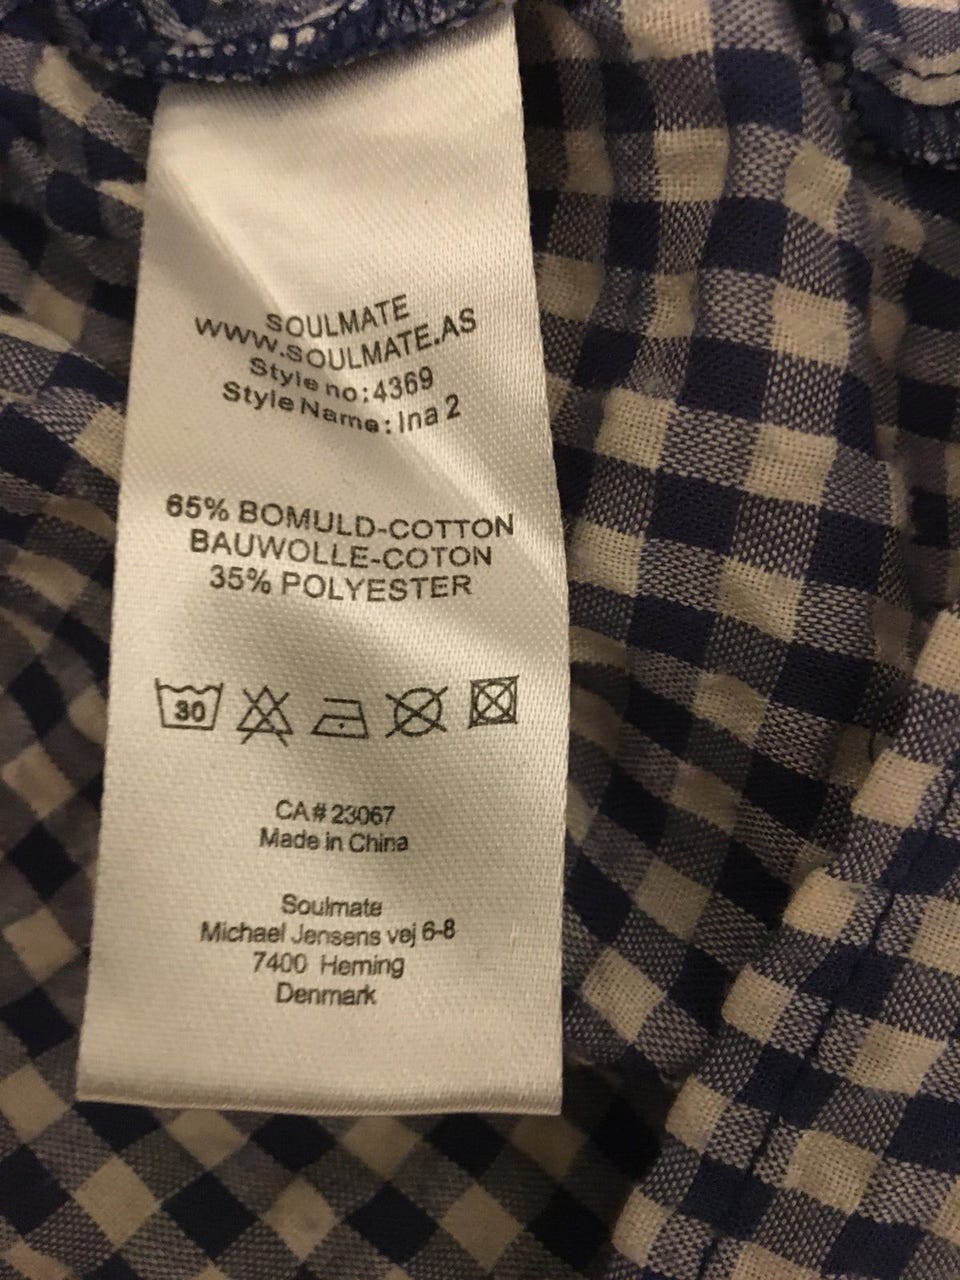 SOULMATE
WWW.SOULMATE.AS
Style no:4369
Style Name: Ina 2
65% BOMULD-COTTON
BAUWOLLE-COTON
35% POLYESTER
30
CA# 23067
Made in China
Soulmate
Michael Jensens vej 6-8
7400 Herning
Denmark